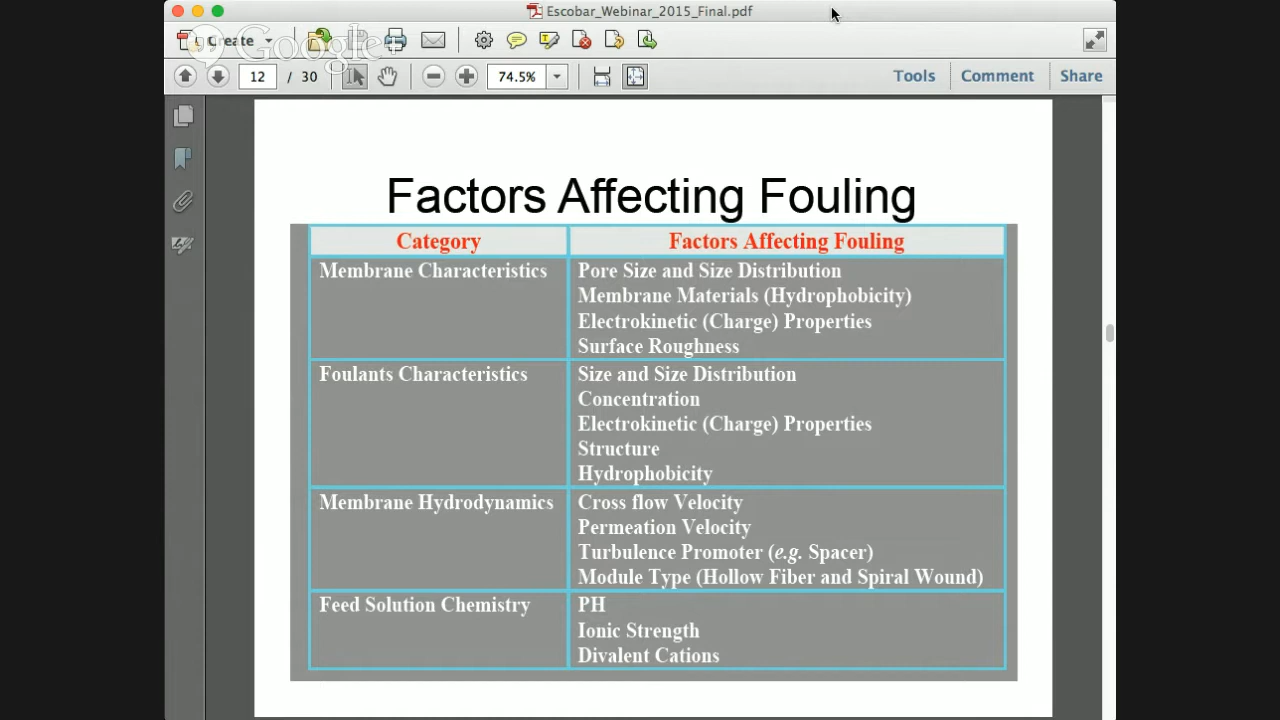 Escobar_Webinar_2015_Final.pdf
Create
Google+
12 / 30
74.5%
Tools
Comment
Share
Factors Affecting Fouling
Category
Factors Affecting Fouling
Membrane Characteristics
Pore Size and Size Distribution
Membrane Materials (Hydrophobicity)
Electrokinetic (Charge) Properties
Surface Roughness
Foulants Characteristics
Size and Size Distribution
Concentration
Electrokinetic (Charge) Properties
Structure
Hydrophobicity
Membrane Hydrodynamics
Cross flow Velocity
Permeation Velocity
Turbulence Promoter (e.g. Spacer)
Module Type (Hollow Fiber and Spiral Wound)
Feed Solution Chemistry
PH
Ionic Strength
Divalent Cations